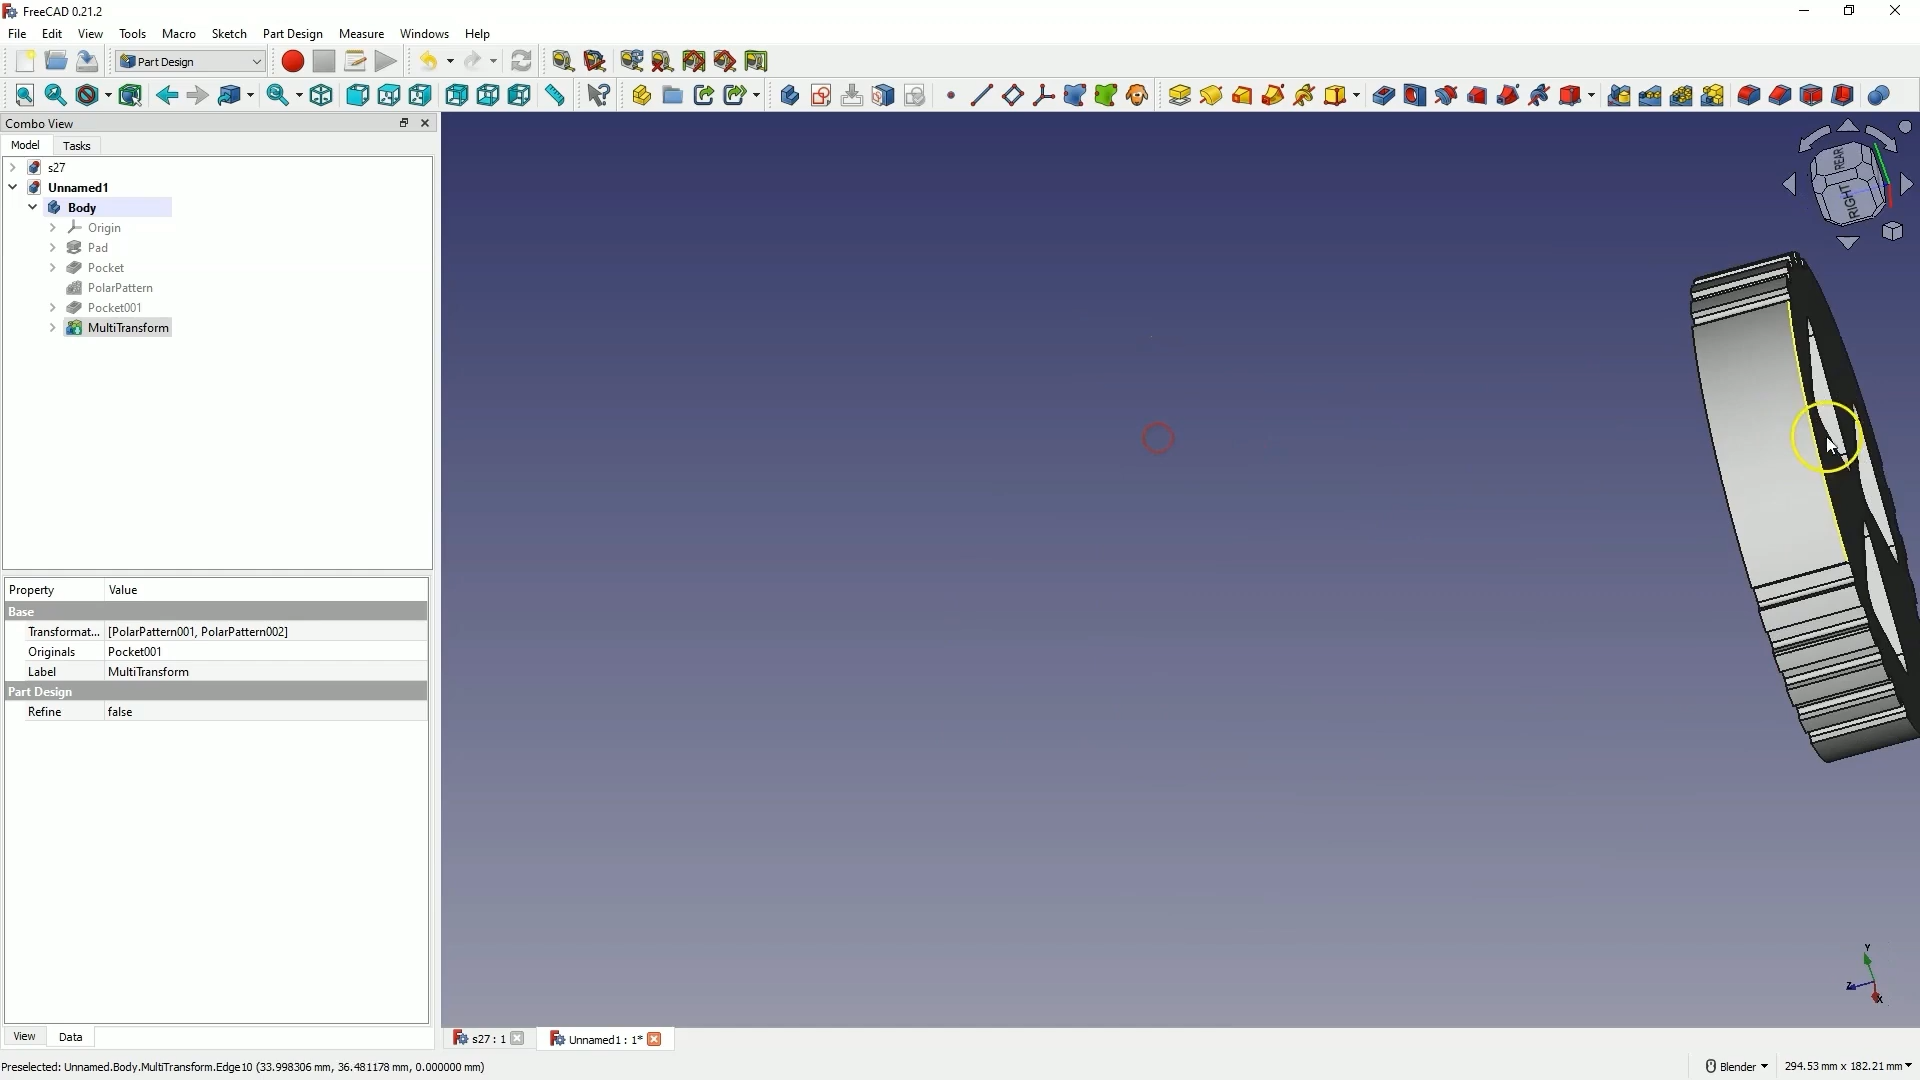 FreeCAD 0.21.2
File Edit View Tools Macro Sketch Part Design Measure Windows Help
Part Design
Combo View
Model Tasks
s27
Unnamed1
Body
Origin
Pad
Pocket
PolarPattern
Pocket001
MultiTransform
REAR
RIGHT
Property Value
Base
Transformat... [PolarPattern001, PolarPattern002]
Originals Pocket001
Label MultiTransform
Part Design
Refine false
Y
Z
X
View Data
s27 : 1
Unnamed1 : 1*
Preselected: Unnamed.Body.MultiTransform.Edge10 (33.998306 mm, 36.481178 mm, 0.000000 mm)
Blender
294.53 mm x 182.21 mm